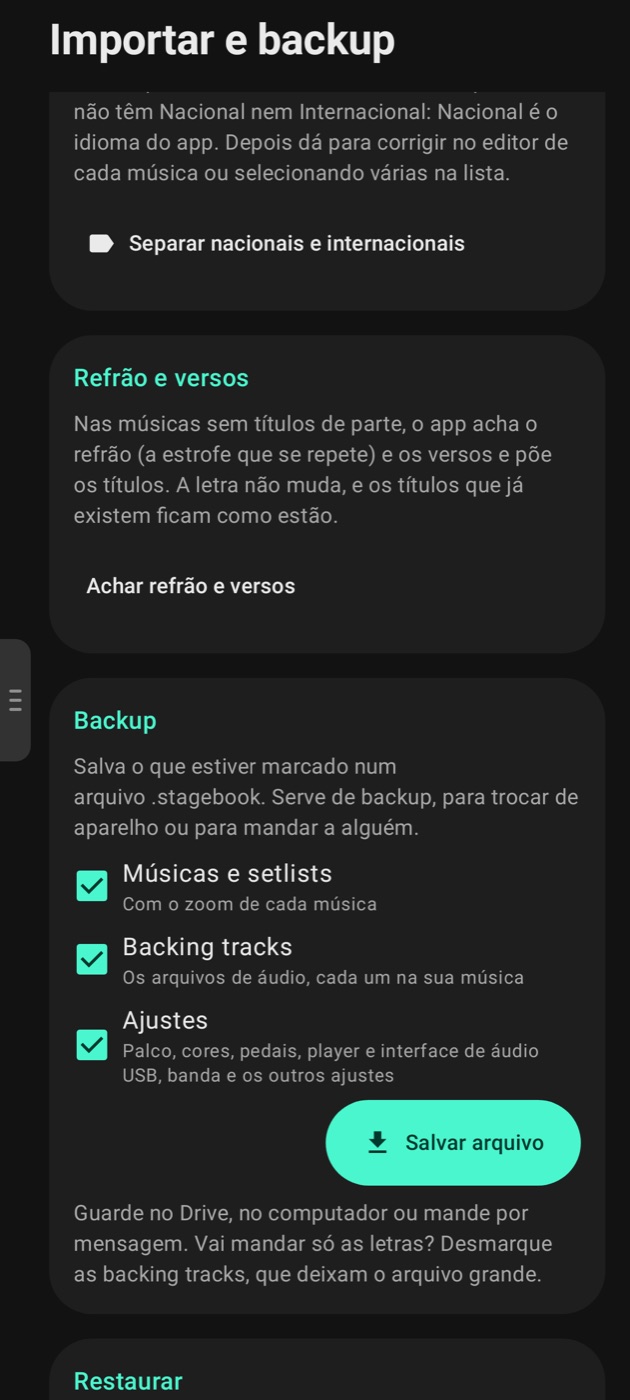 Importar e backup
não têm Nacional nem Internacional: Nacional é o
idioma do app. Depois dá para corrigir no editor de
cada música ou selecionando várias na lista.
Separar nacionais e internacionais
Refrão e versos
Nas músicas sem títulos de parte, o app acha o
refrão (a estrofe que se repete) e os versos e põe
os títulos. A letra não muda, e os títulos que já
existem ficam como estão.
Achar refrão e versos
Backup
Salva o que estiver marcado num
arquivo .stagebook. Serve de backup, para trocar de
aparelho ou para mandar a alguém.
Músicas e setlists
Com o zoom de cada música
Backing tracks
Os arquivos de áudio, cada um na sua música
Ajustes
Palco, cores, pedais, player e interface de áudio
USB, banda e os outros ajustes
Salvar arquivo
Guarde no Drive, no computador ou mande por
mensagem. Vai mandar só as letras? Desmarque
as backing tracks, que deixam o arquivo grande.
Restaurar